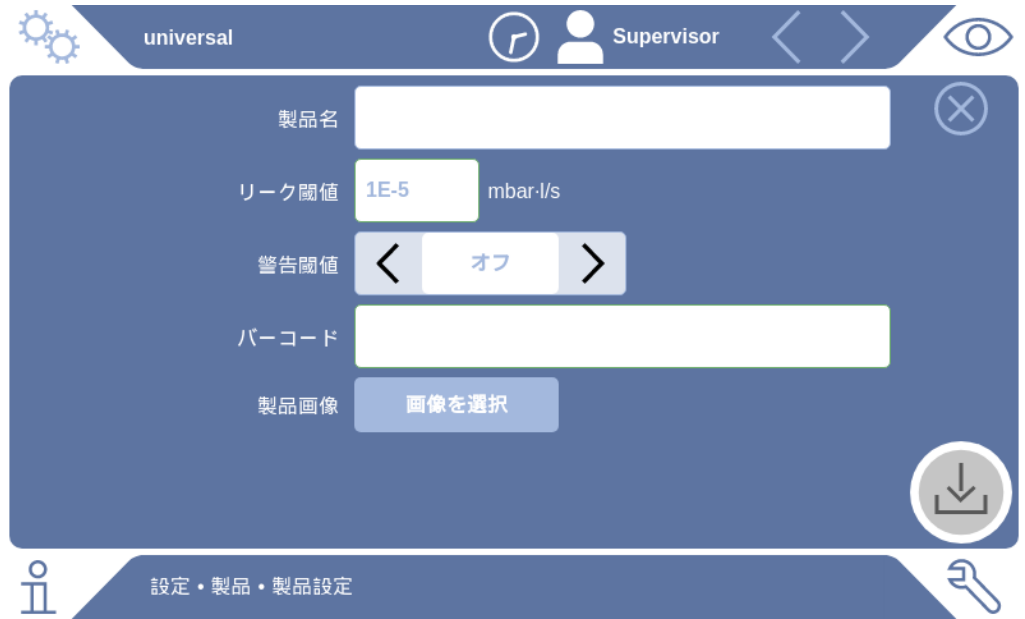 universal
Supervisor
製品名
リーク閾値 1E-5 mbar·l/s
警告閾値 オフ
バーコード
製品画像 画像を選択
設定・製品・製品設定